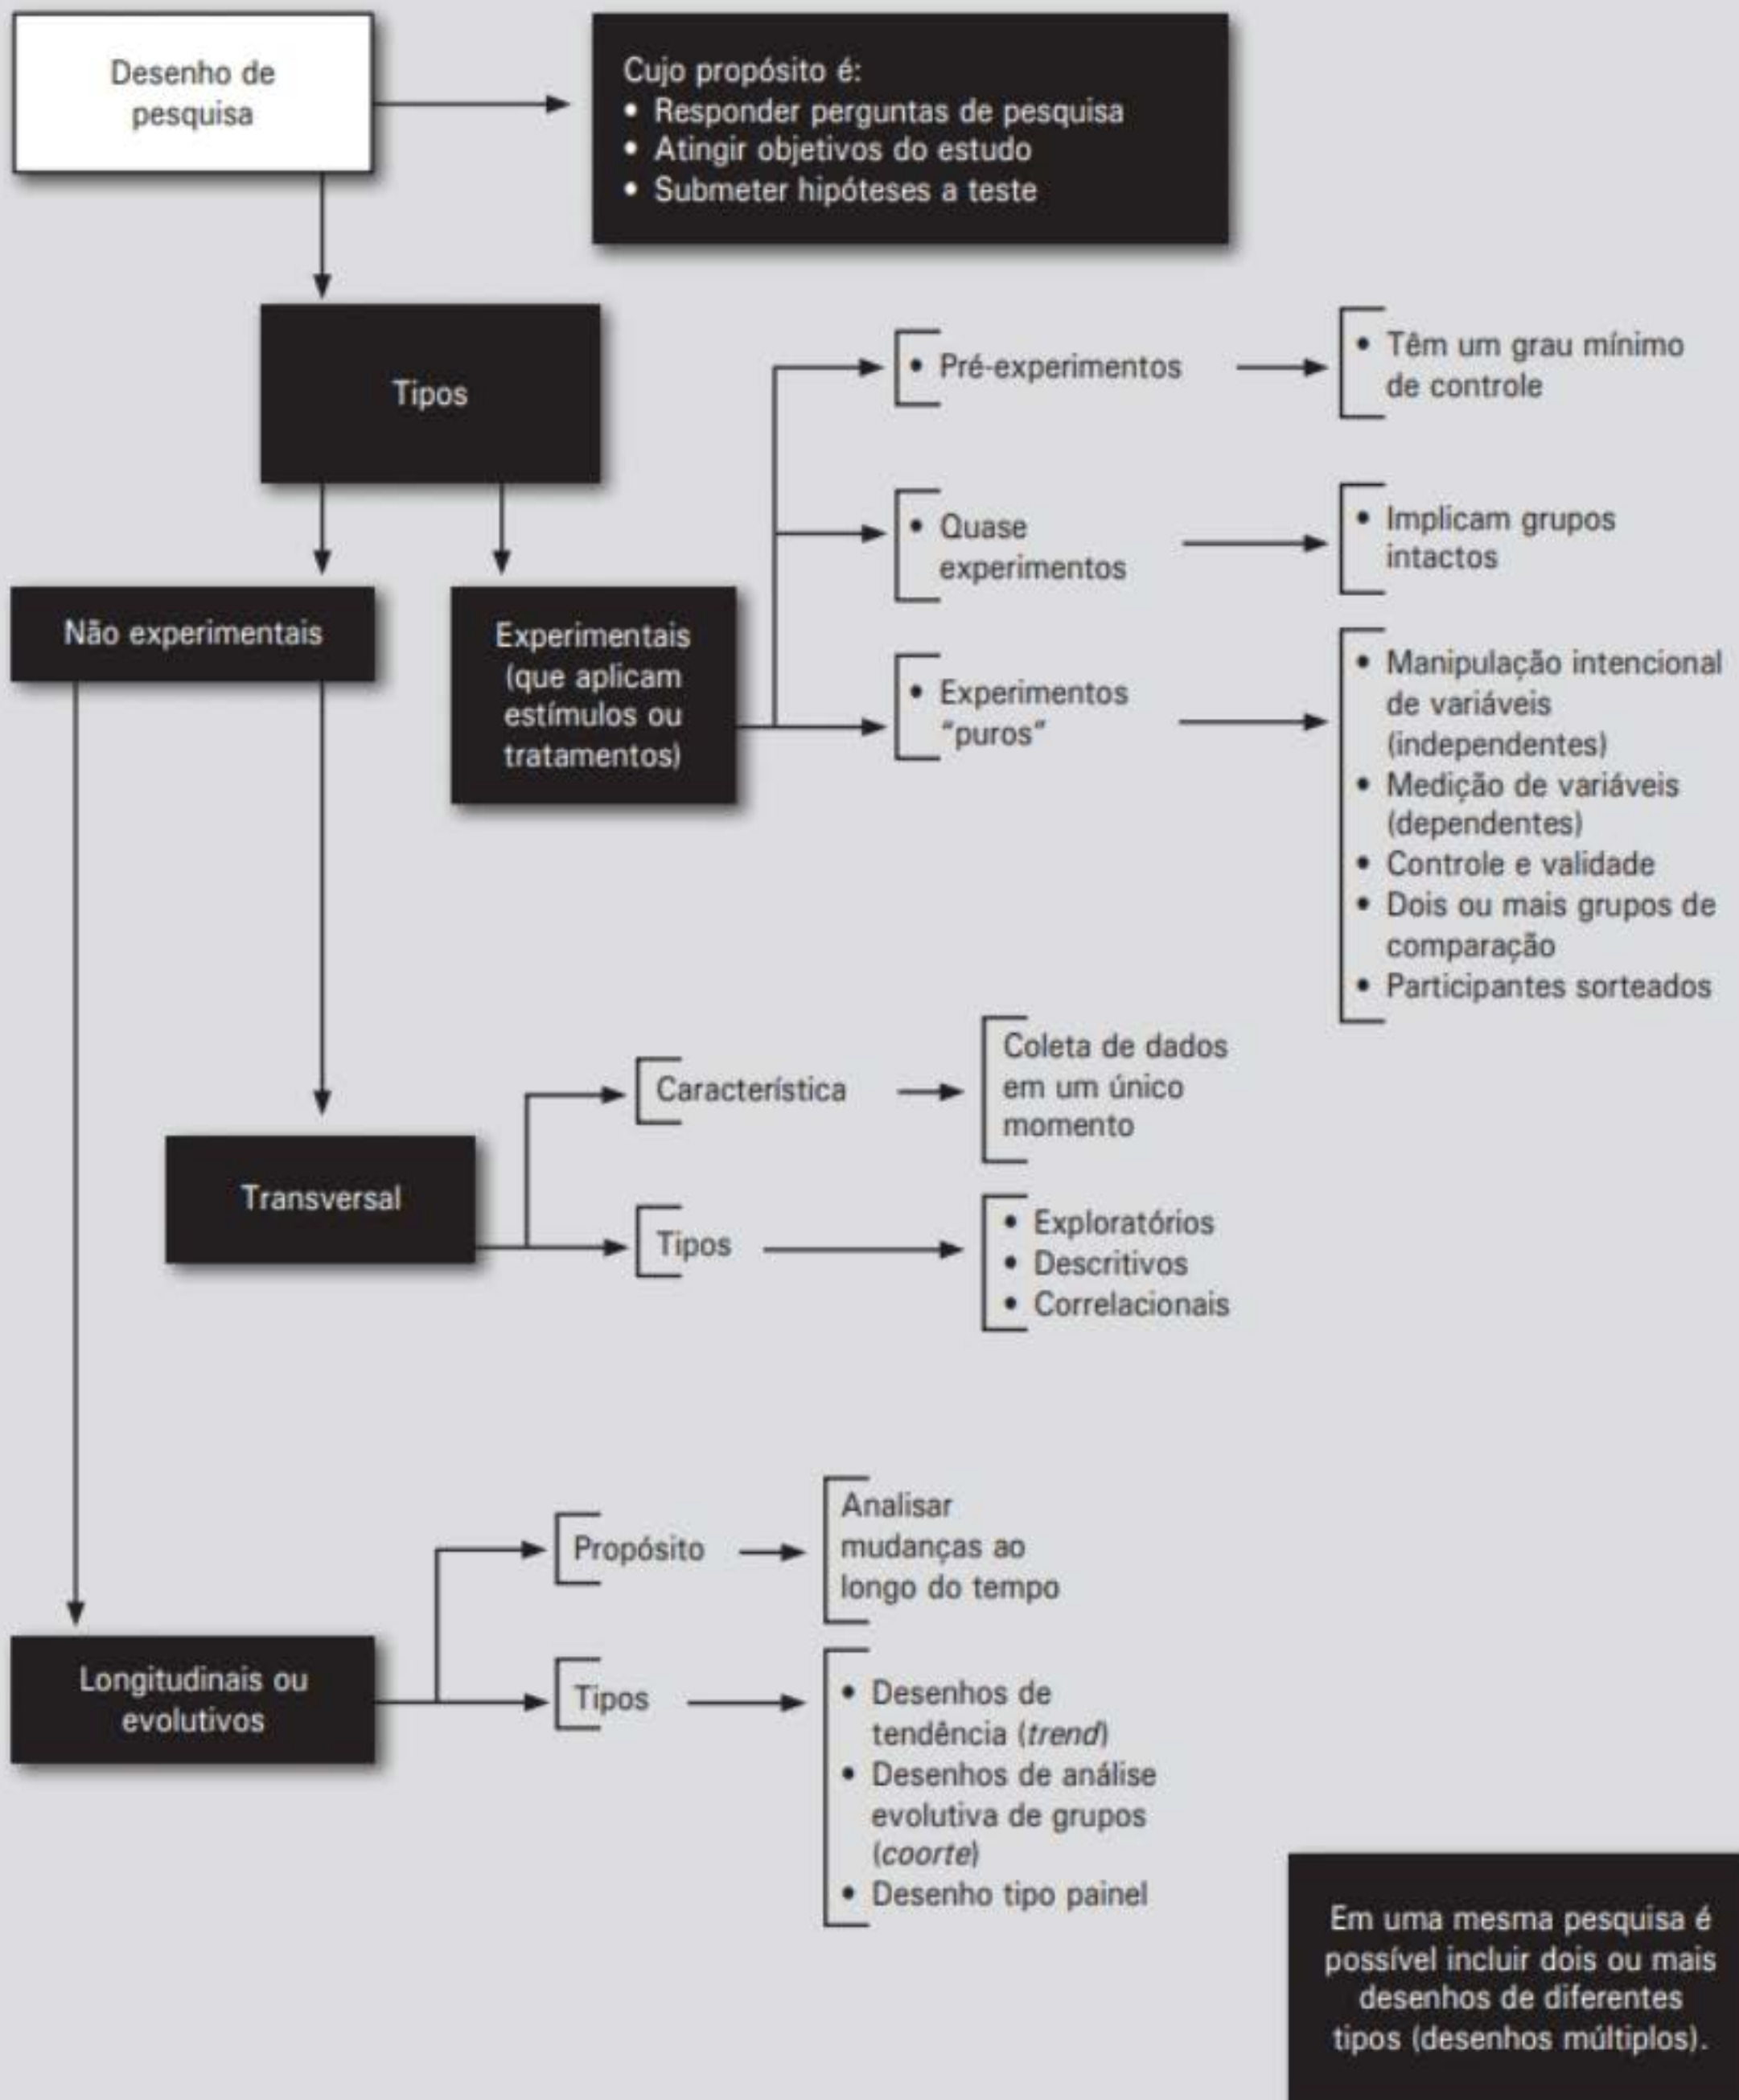 Desenho de
pesquisa
Cujo propósito é:
• Responder perguntas de pesquisa
• Atingir objetivos do estudo
• Submeter hipóteses a teste
Tipos
• Pré-experimentos
• Têm um grau mínimo
de controle
• Quase
experimentos
• Implicam grupos
intactos
Não experimentais
Experimentais
(que aplicam
estímulos ou
tratamentos)
• Experimentos
“puros”
• Manipulação intencional
de variáveis
(independentes)
• Medição de variáveis
(dependentes)
• Controle e validade
• Dois ou mais grupos de
comparação
• Participantes sorteados
Transversal
Característica
Coleta de dados
em um único
momento
Tipos
• Exploratórios
• Descritivos
• Correlacionais
Longitudinais ou
evolutivos
Propósito
Analisar
mudanças ao
longo do tempo
Tipos
• Desenhos de
tendência (trend)
• Desenhos de análise
evolutiva de grupos
(coorte)
• Desenho tipo painel
Em uma mesma pesquisa é
possível incluir dois ou mais
desenhos de diferentes
tipos (desenhos múltiplos).